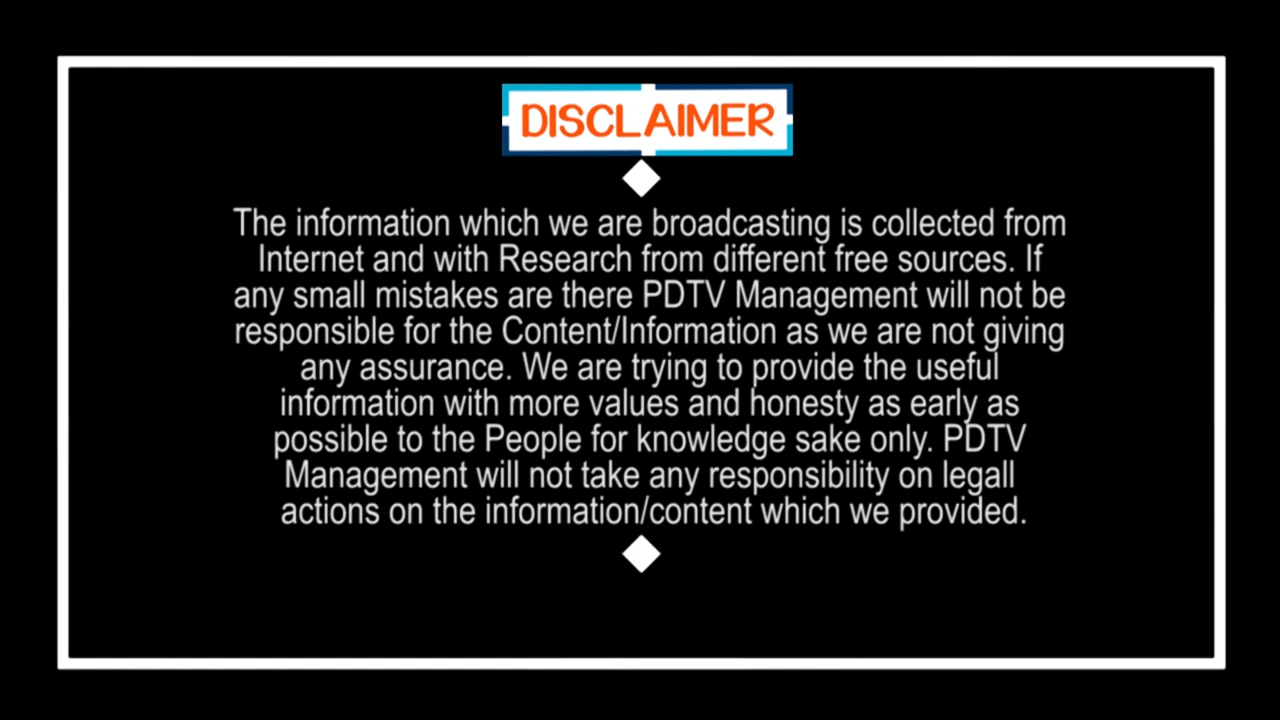 DISCLAIMER
The information which we are broadcasting is collected from
Internet and with Research from different free sources. If
any small mistakes are there PDTV Management will not be
responsible for the Content/Information as we are not giving
any assurance. We are trying to provide the useful
information with more values and honesty as early as
possible to the People for knowledge sake only. PDTV
Management will not take any responsibility on legall
actions on the information/content which we provided.